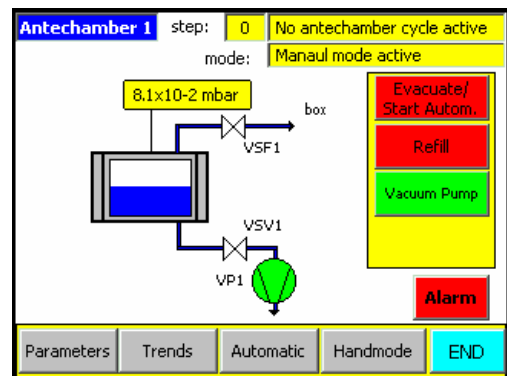 Antechamber 1 step: 0 No antechamber cycle active
mode: Manaul mode active
8.1x10-2 mbar
box
Evacuate/
Start Autom.
VSF1
Refill
Vacuum Pump
VSV1
VP1
Alarm
Parameters Trends Automatic Handmode END